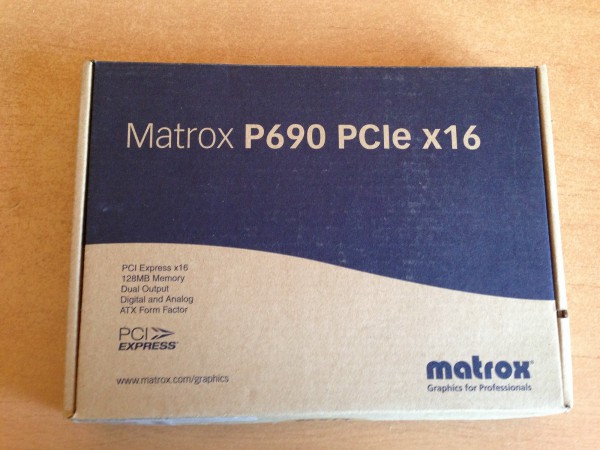 Matrox P690 PCIe x16
PCI Express x16
128MB Memory
Dual Output
Digital and Analog
ATX Form Factor
PCI
EXPRESS
www.matrox.com/graphics
matrox
Graphics for Professionals